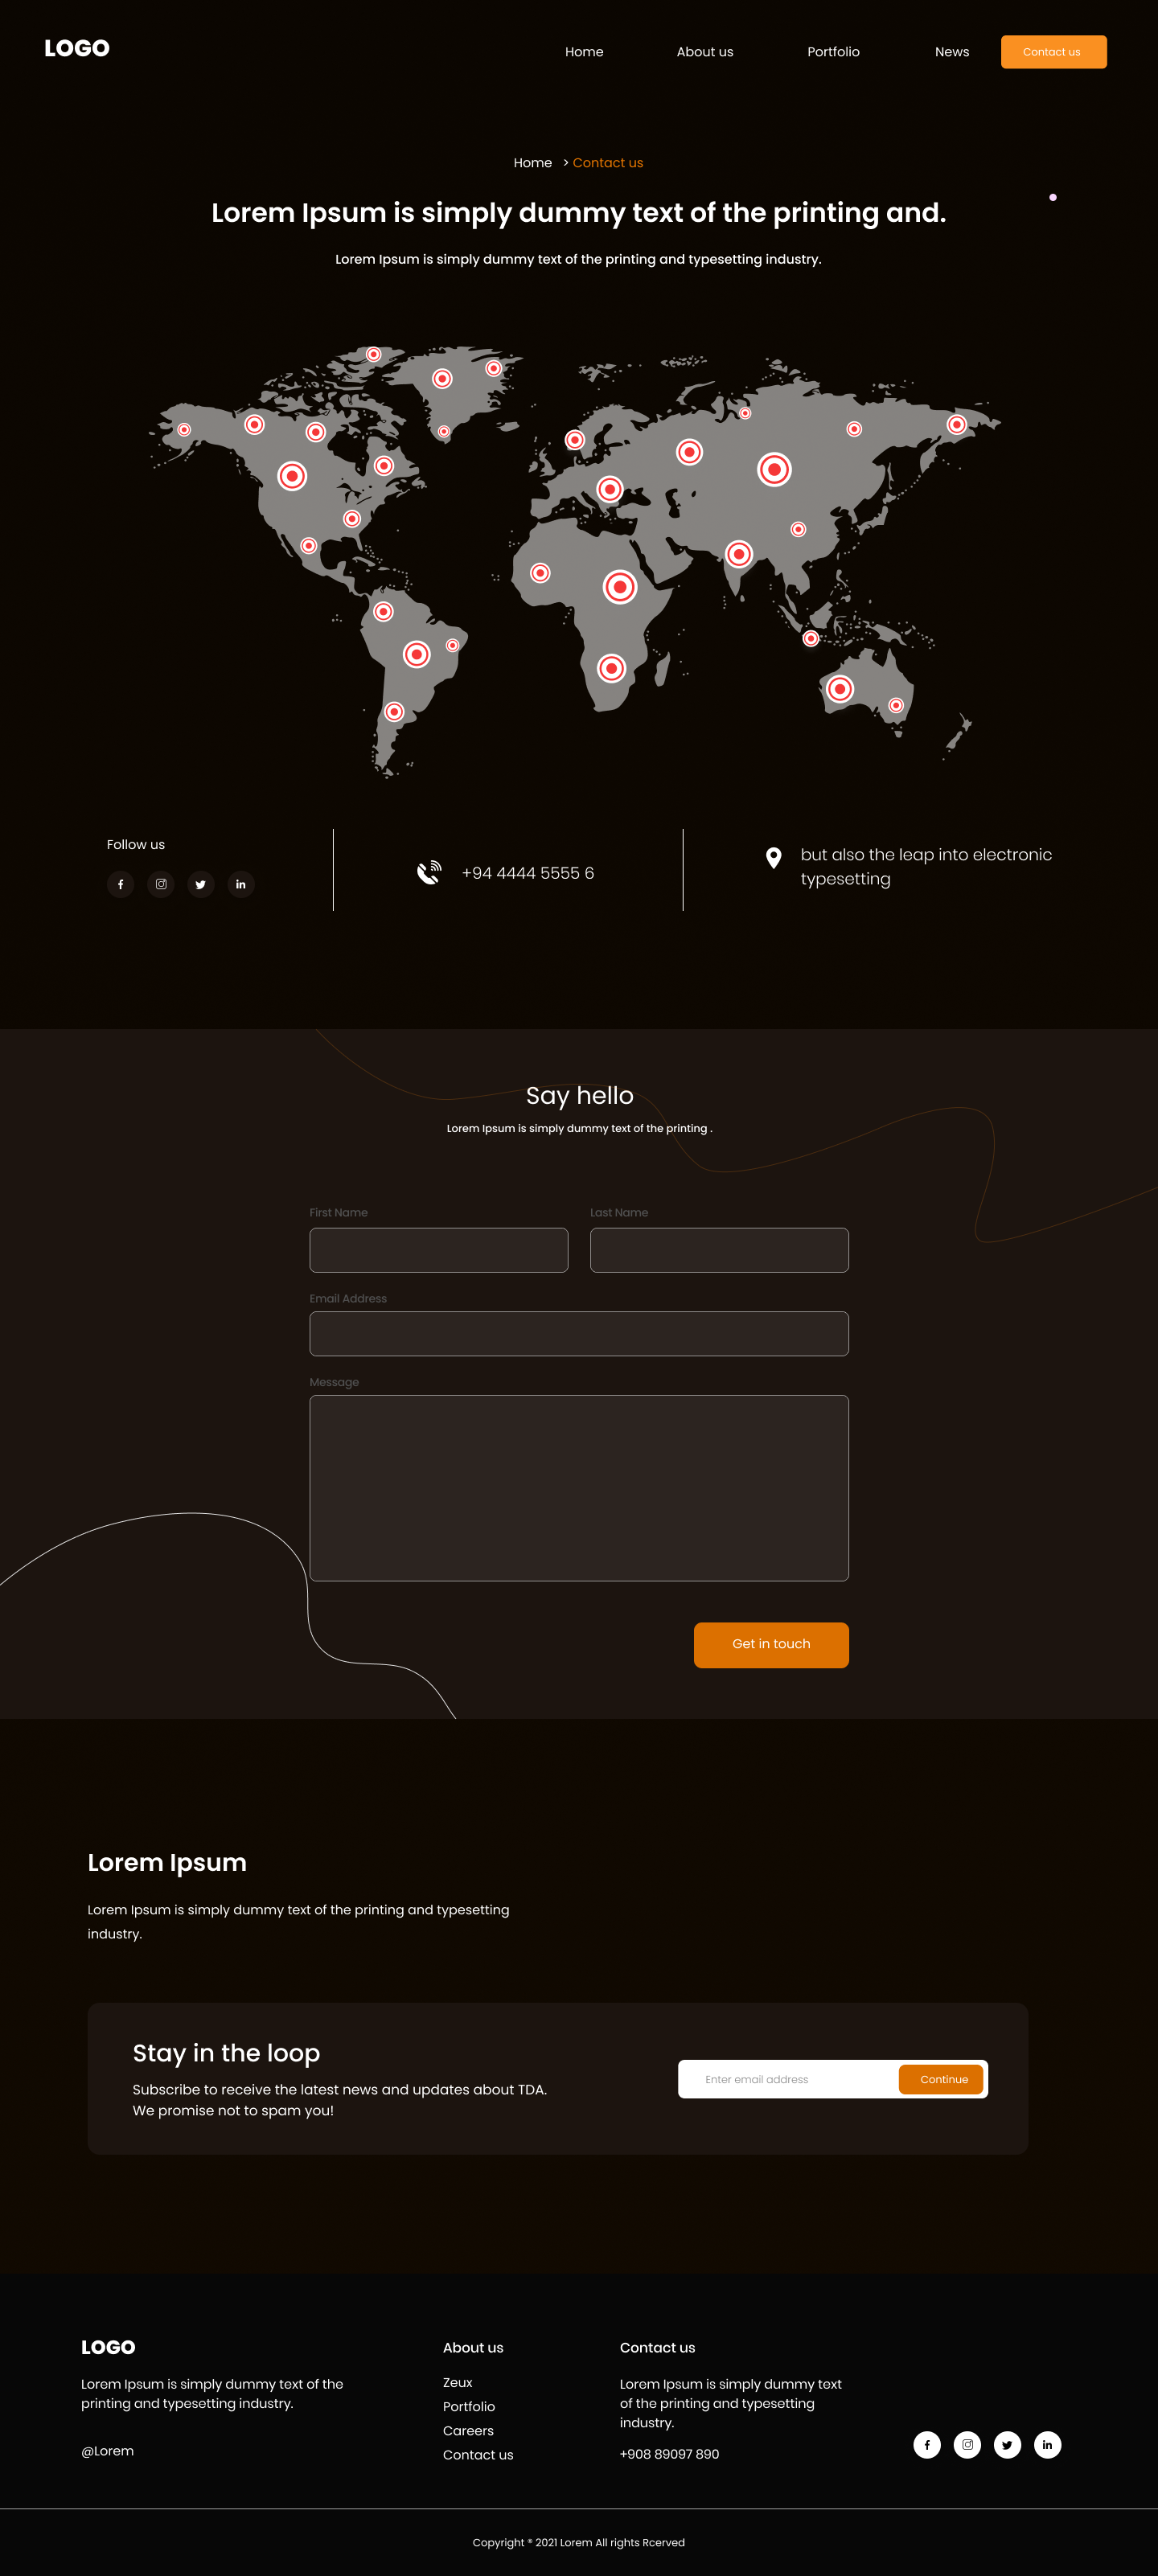 LOGO
Home
About us
Portfolio
News
Contact us
Home > Contact us
Lorem Ipsum is simply dummy text of the printing and.
Lorem Ipsum is simply dummy text of the printing and typesetting industry.
Follow us
+94 4444 5555 6
but also the leap into electronic
typesetting
Say hello
Lorem Ipsum is simply dummy text of the printing .
First Name
Last Name
Email Address
Message
Get in touch
Lorem Ipsum
Lorem Ipsum is simply dummy text of the printing and typesetting
industry.
Stay in the loop
Subscribe to receive the latest news and updates about TDA.
We promise not to spam you!
Enter email address
Continue
LOGO
Lorem Ipsum is simply dummy text of the
printing and typesetting industry.
@Lorem
About us
Zeux
Portfolio
Careers
Contact us
Contact us
Lorem Ipsum is simply dummy text
of the printing and typesetting
industry.
+908 89097 890
Copyright ® 2021 Lorem All rights Rcerved